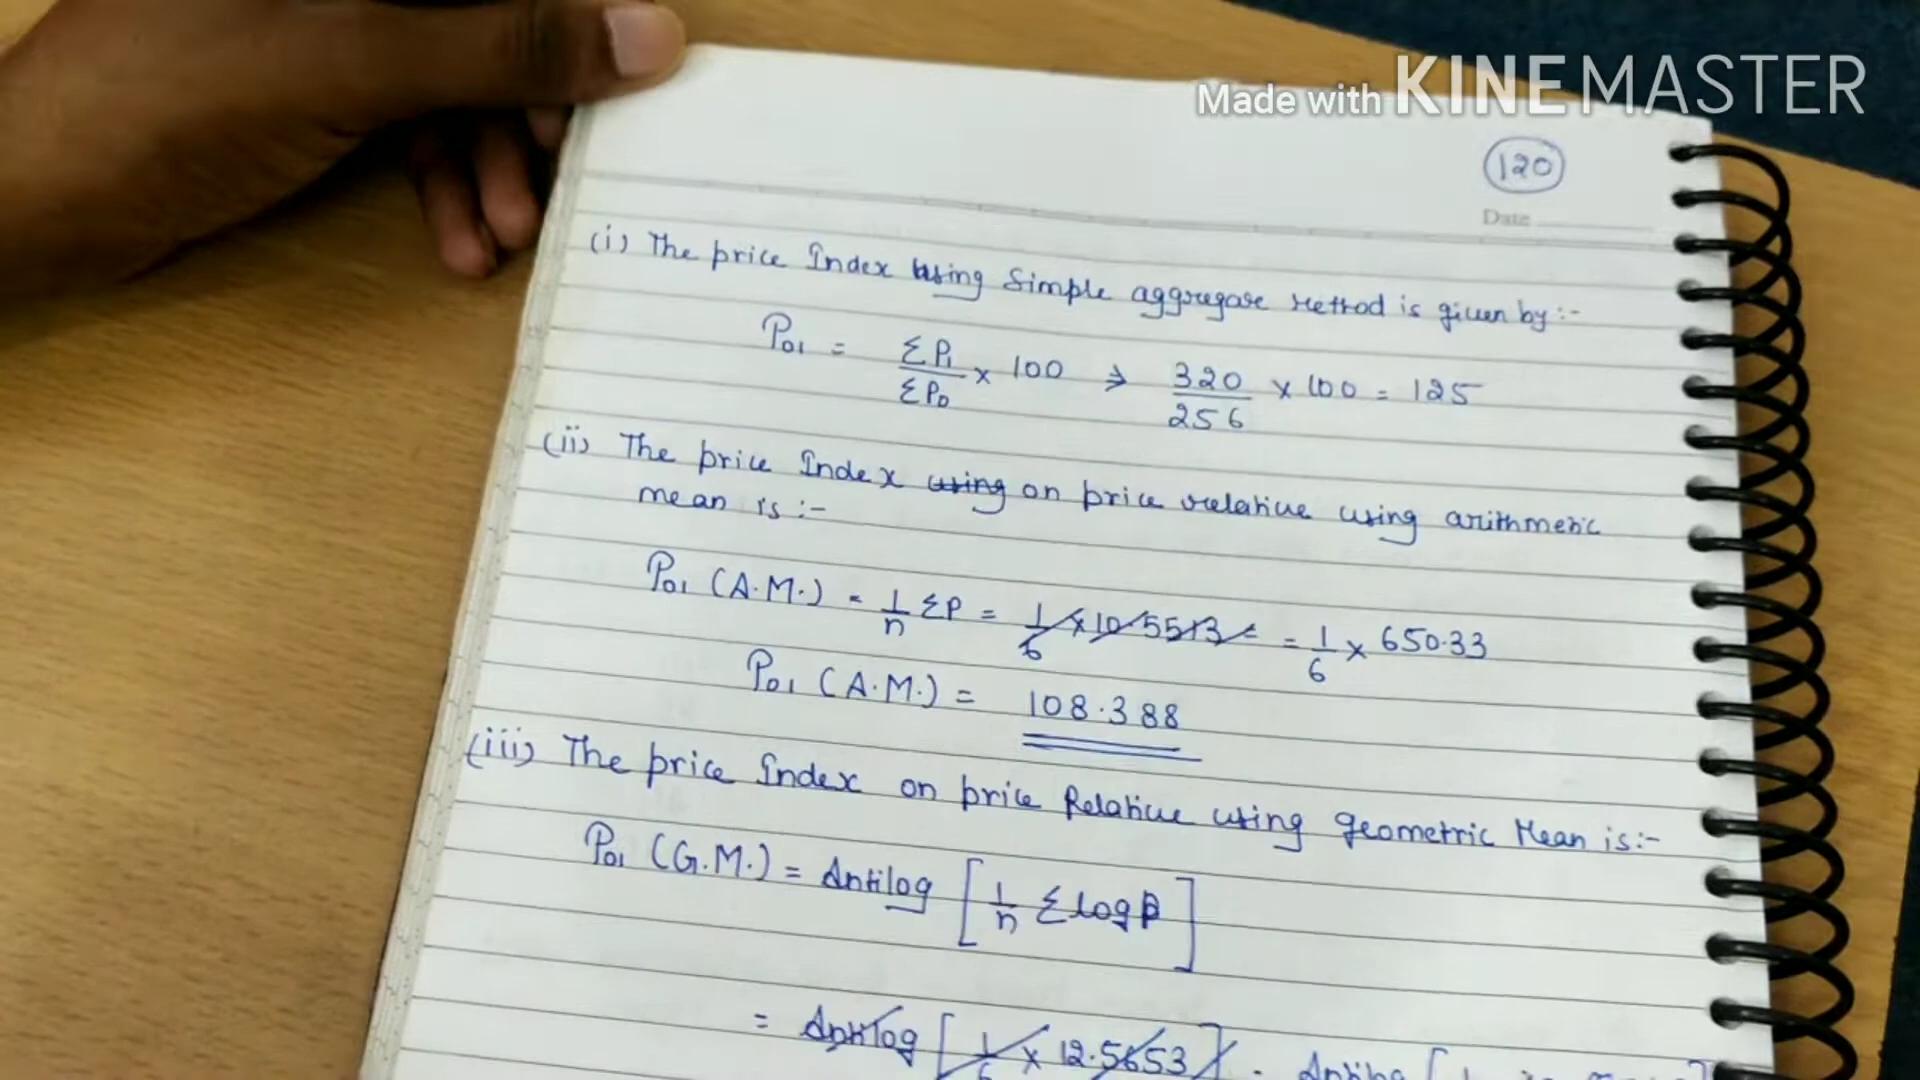 Made with KINEMASTER
120
Date
(i) The price Index using Simple aggregate Method is given by:-
P01 = ΣP1/ΣP0 × 100 ⇒ 320/256 × 100 = 125
(ii) The price Index using on price relative using arithmetic
mean is :-
P01 (A.M.) = 1/n ΣP = 1/6 × 10.5513 = = 1/6 × 650.33
P01 (A.M.) = 108.388
(iii) The price Index on price Relative using geometric Mean is:-
P01 (G.M.) = Antilog [1/n Σ log P]
= Antilog [1/6 × 12.5653]